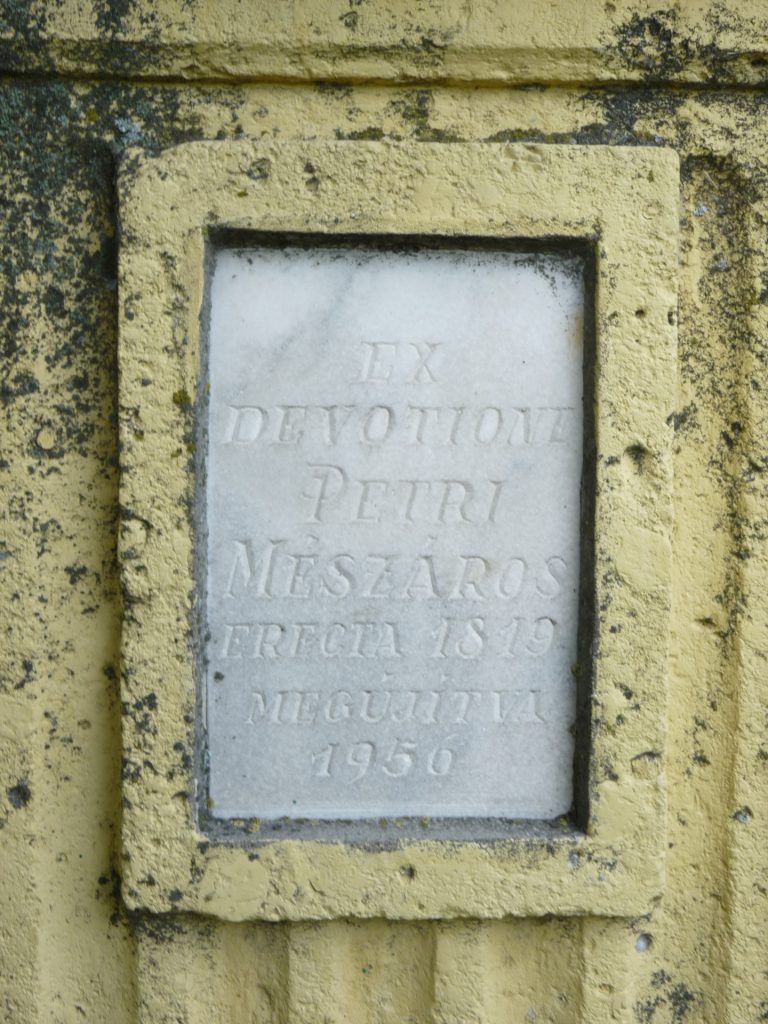 EX
DEVOTIONE
PETRI
MÉSZÁROS
ERECTA 1819
MEGÚJÍTVA
1956